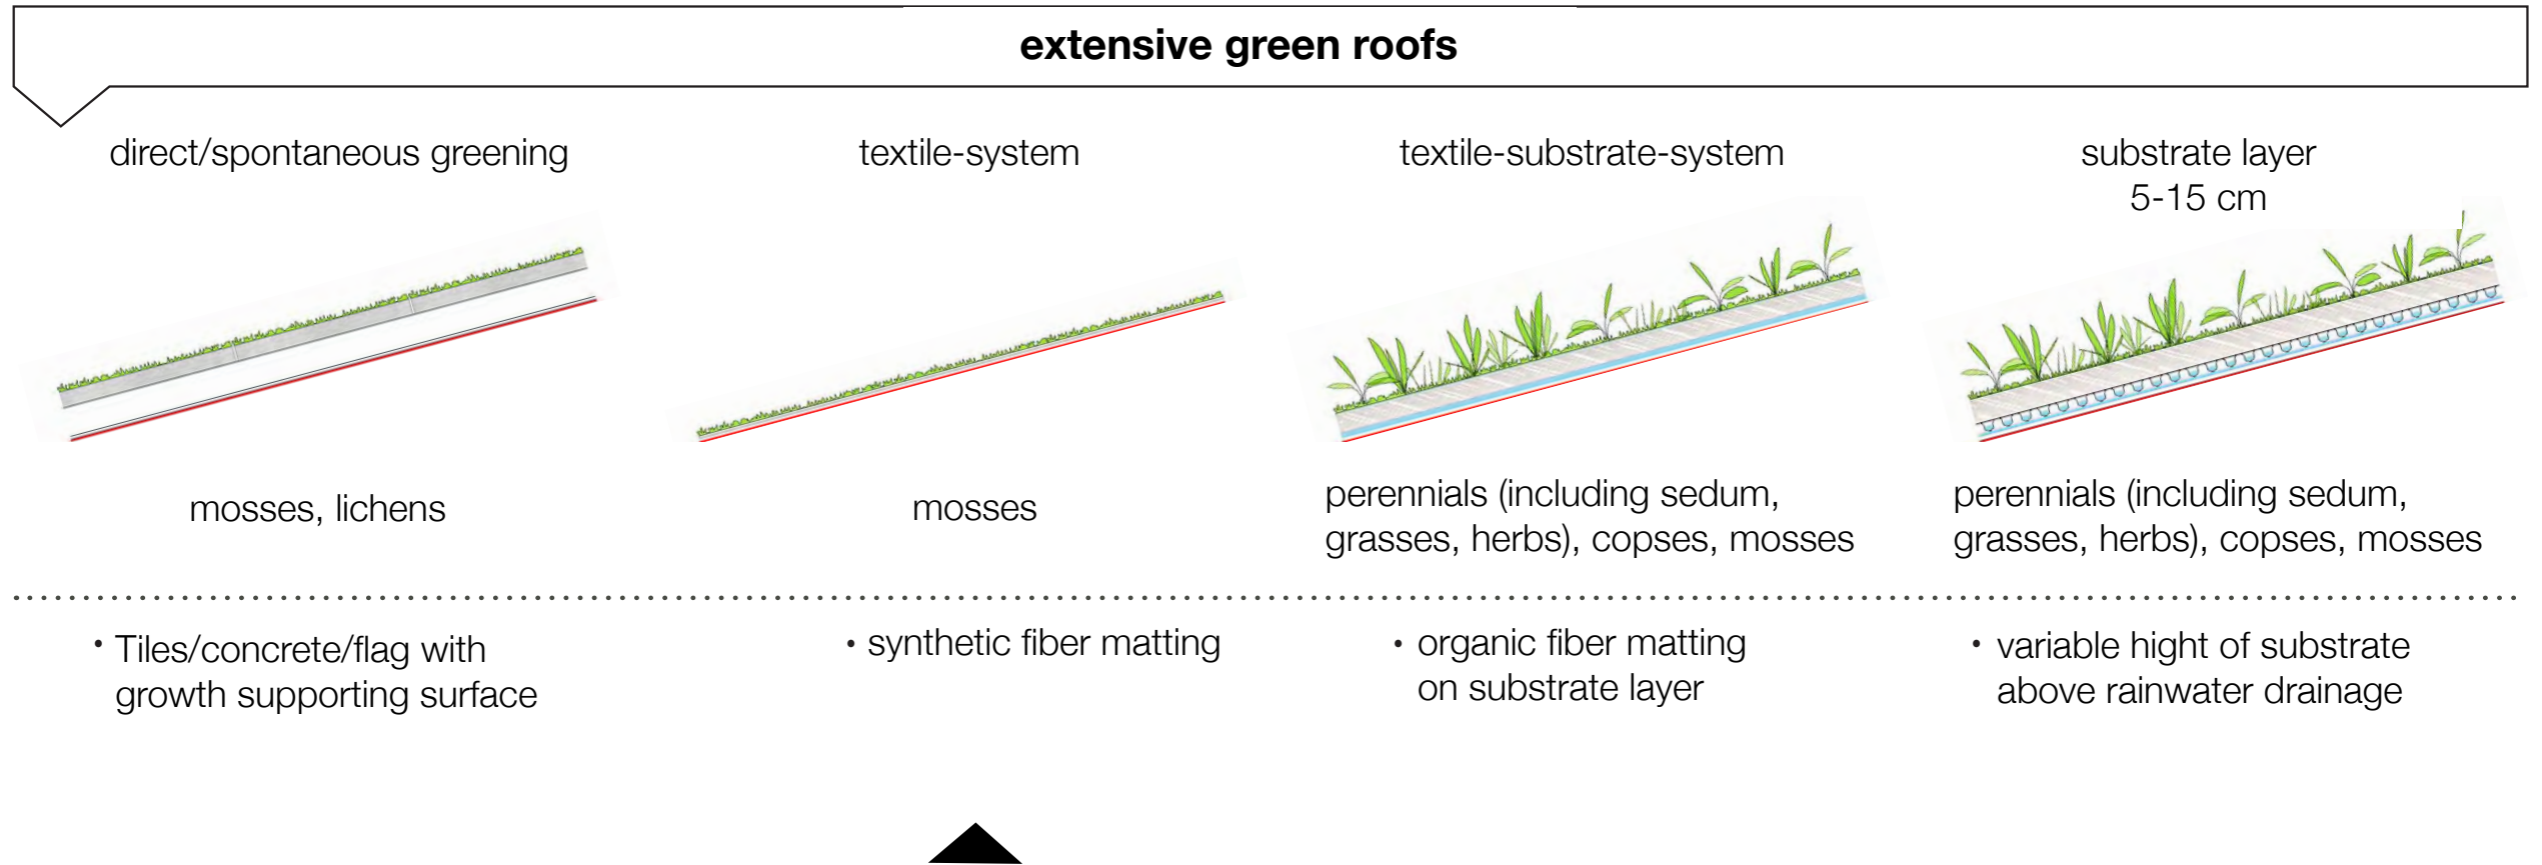 extensive green roofs
direct/spontaneous greening
textile-system
textile-substrate-system
substrate layer
5-15 cm
mosses, lichens
mosses
perennials (including sedum,
grasses, herbs), copses, mosses
perennials (including sedum,
grasses, herbs), copses, mosses
• Tiles/concrete/flag with
growth supporting surface
• synthetic fiber matting
• organic fiber matting
on substrate layer
• variable hight of substrate
above rainwater drainage